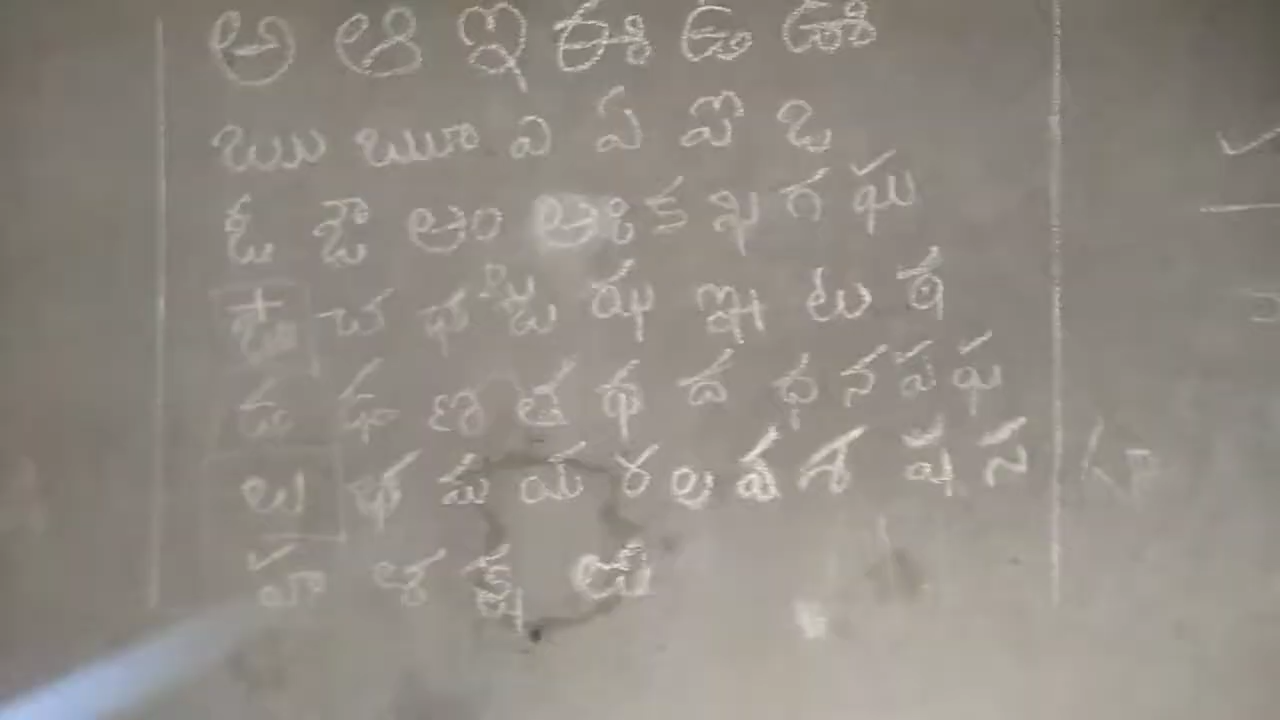 అ ఆ ఇ ఈ ఉ ఊ
ఋ ౠ ఎ ఏ ఐ ఒ
ఓ ఔ అం అః క ఖ గ ఘ
ఙ చ ఛ జ ఝ ఞ ట ఠ
డ ఢ ణ త థ ద ధ న ప ఫ
బ భ మ య ర ల వ శ ష స
హ ళ క్ష ఱ